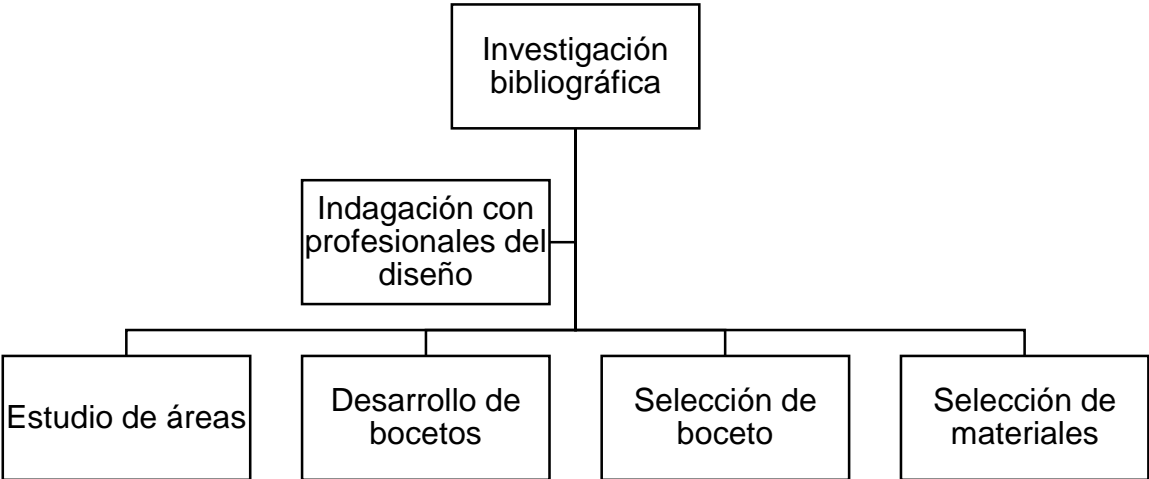 Investigación
bibliográfica
Indagación con
profesionales del
diseño
Estudio de áreas
Desarrollo de
bocetos
Selección de
boceto
Selección de
materiales